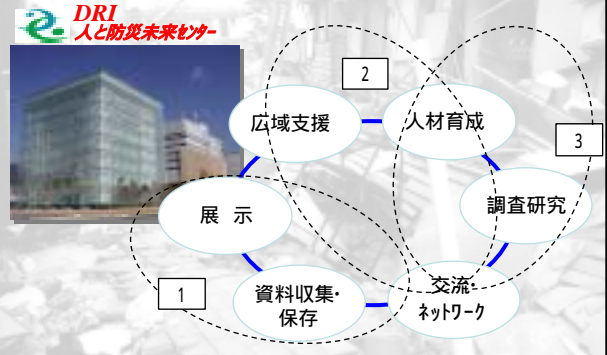 DRI
人と防災未来センター
2
広域支援
人材育成
3
展 示
調査研究
1
資料収集・
保存
交流・
ネットワーク